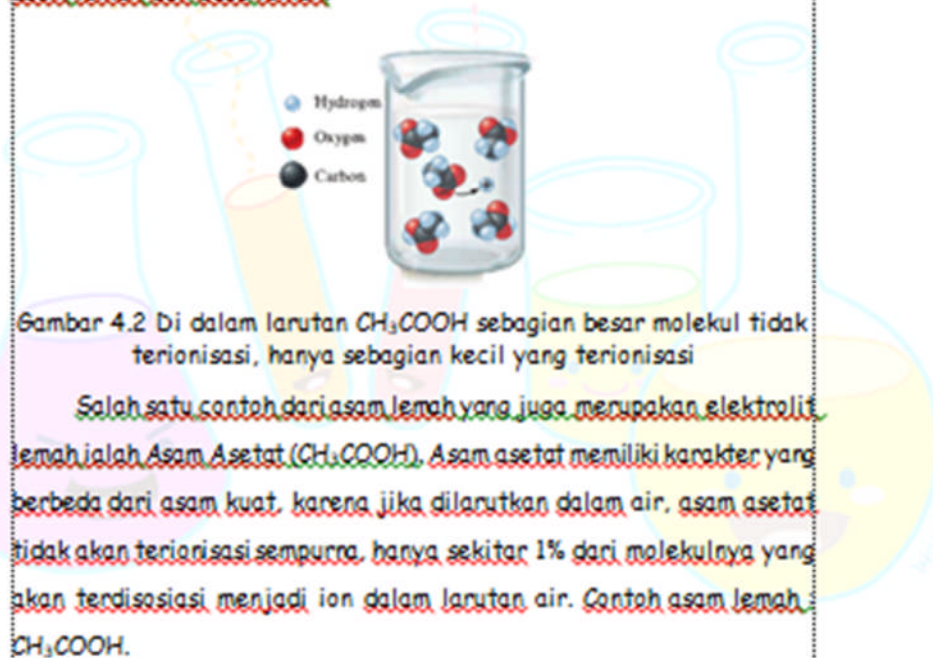 Hydrogen
Oxygen
Carbon
Gambar 4.2 Di dalam larutan CH₃COOH sebagian besar molekul tidak
terionisasi, hanya sebagian kecil yang terionisasi
Salah satu contoh dari asam lemah yang juga merupakan elektrolit
lemah ialah Asam Asetat (CH₃COOH). Asam asetat memiliki karakter yang
berbeda dari asam kuat, karena jika dilarutkan dalam air, asam asetat
tidak akan terionisasi sempurna, hanya sekitar 1% dari molekulnya yang
akan terdisosiasi menjadi ion dalam larutan air. Contoh asam lemah :
CH₃COOH.